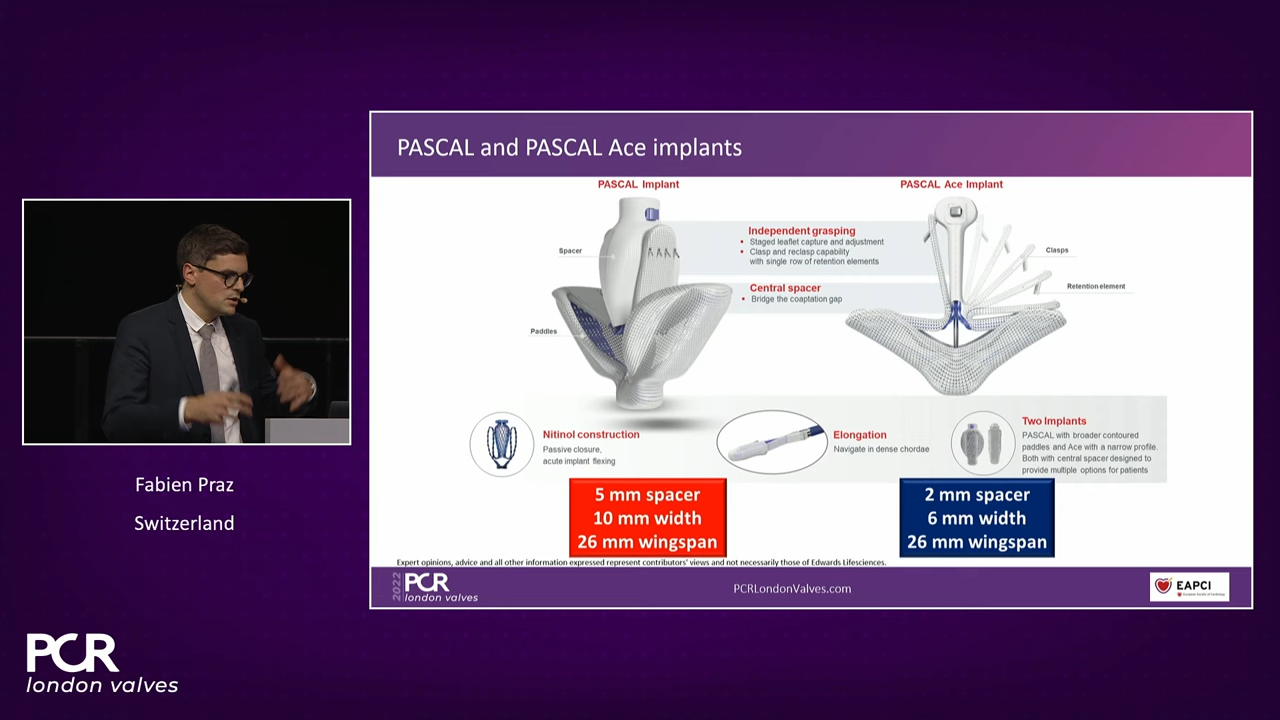 PASCAL and PASCAL Ace implants
PASCAL Implant
PASCAL Ace Implant
Spacer
Paddles
Independent grasping
Staged leaflet capture and adjustment
Clasp and reclasp capability
with single row of retention elements
Central spacer
Bridge the coaptation gap
Clasps
Retention element
Nitinol construction
Passive closure,
acute implant flexing
Elongation
Navigate in dense chordae
Two Implants
PASCAL with broader contoured
paddles and Ace with a narrow profile.
Both with central spacer designed to
provide multiple options for patients
5 mm spacer
10 mm width
26 mm wingspan
2 mm spacer
6 mm width
26 mm wingspan
Expert opinions, advice and all other information expressed represent contributors' views and not necessarily those of Edwards Lifesciences.
2022
PCR
london valves
PCRLondonValves.com
EAPCI
Fabien Praz
Switzerland
PCR
london valves